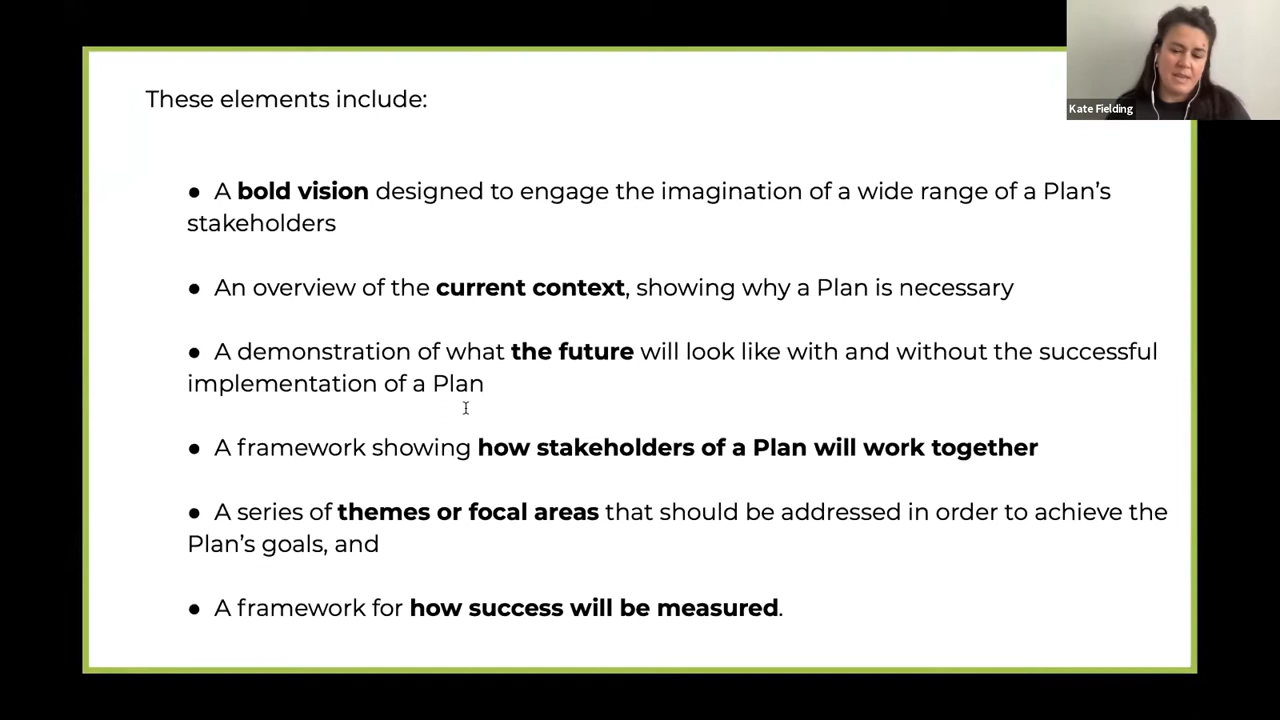 These elements include:
● A bold vision designed to engage the imagination of a wide range of a Plan’s
stakeholders
● An overview of the current context, showing why a Plan is necessary
● A demonstration of what the future will look like with and without the successful
implementation of a Plan
● A framework showing how stakeholders of a Plan will work together
● A series of themes or focal areas that should be addressed in order to achieve the
Plan’s goals, and
● A framework for how success will be measured.
Kate Fielding